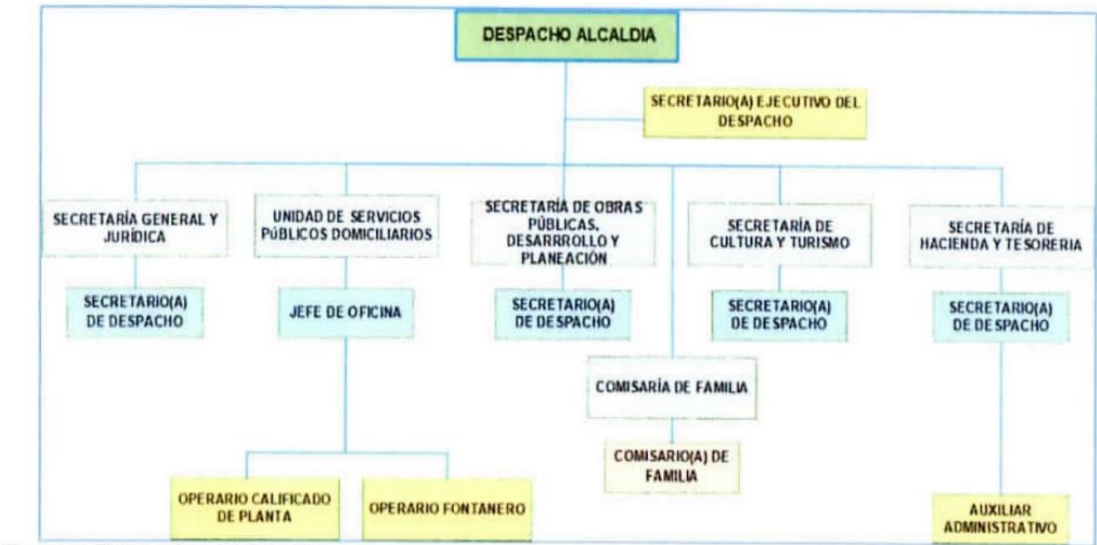 DESPACHO ALCALDIA
SECRETARIO(A) EJECUTIVO DEL
DESPACHO
SECRETARÍA GENERAL Y
JURÍDICA
UNIDAD DE SERVICIOS
PÚBLICOS DOMICILIARIOS
SECRETARÍA DE OBRAS
PÚBLICAS,
DESARRROLLO Y
PLANEACIÓN
SECRETARÍA DE
CULTURA Y TURISMO
SECRETARÍA DE
HACIENDA Y TESORERIA
SECRETARIO(A)
DE DESPACHO
JEFE DE OFICINA
SECRETARIO(A)
DE DESPACHO
SECRETARIO(A)
DE DESPACHO
SECRETARIO(A)
DE DESPACHO
COMISARÍA DE FAMILIA
COMISARIO(A) DE
FAMILIA
OPERARIO CALIFICADO
DE PLANTA
OPERARIO FONTANERO
AUXILIAR
ADMINISTRATIVO